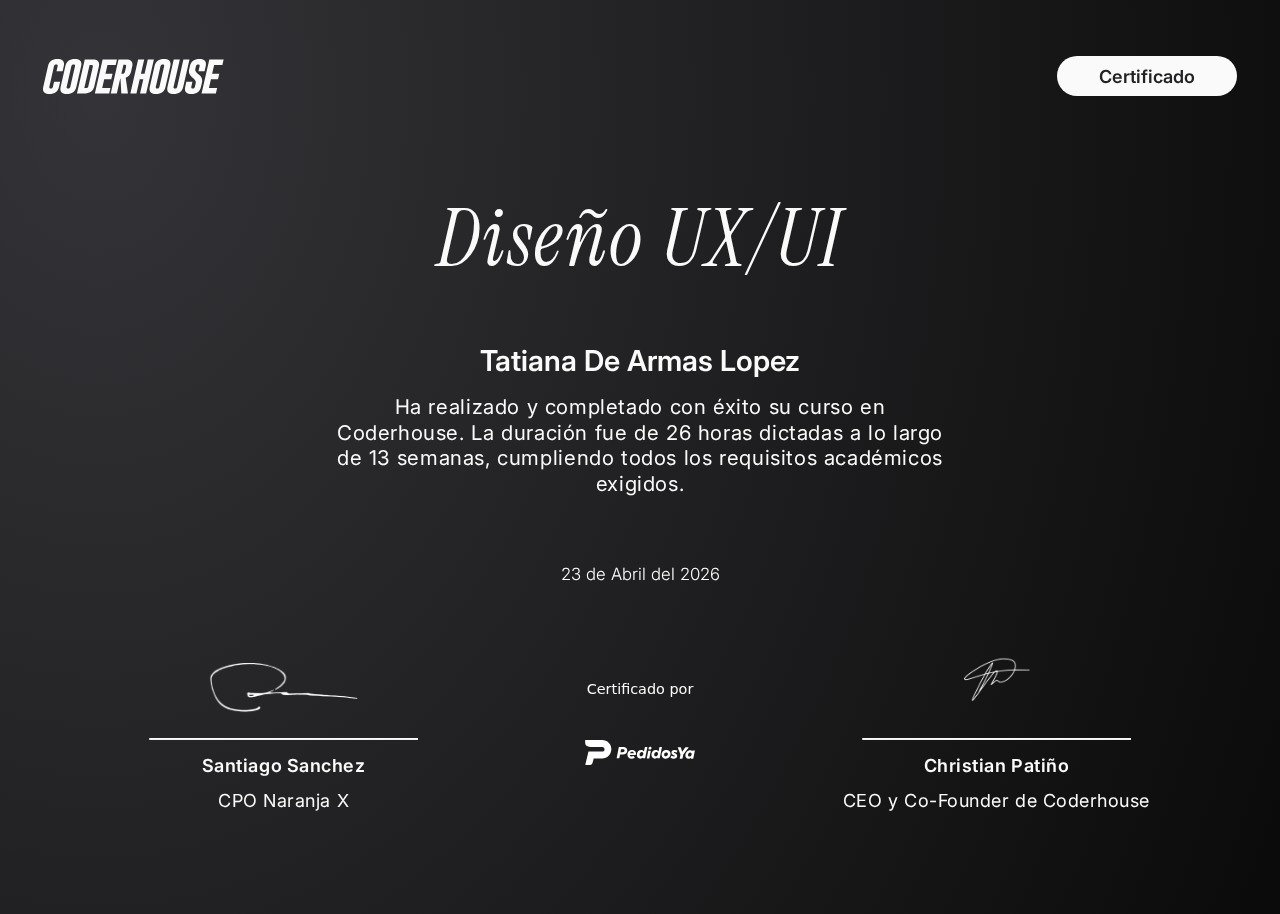 CODERHOUSE
Certificado
Diseño UX/UI
Tatiana De Armas Lopez
Ha realizado y completado con éxito su curso en
Coderhouse. La duración fue de 26 horas dictadas a lo largo
de 13 semanas, cumpliendo todos los requisitos académicos
exigidos.
23 de Abril del 2026
Certificado por
PedidosYa
Santiago Sanchez
CPO Naranja X
Christian Patiño
CEO y Co-Founder de Coderhouse